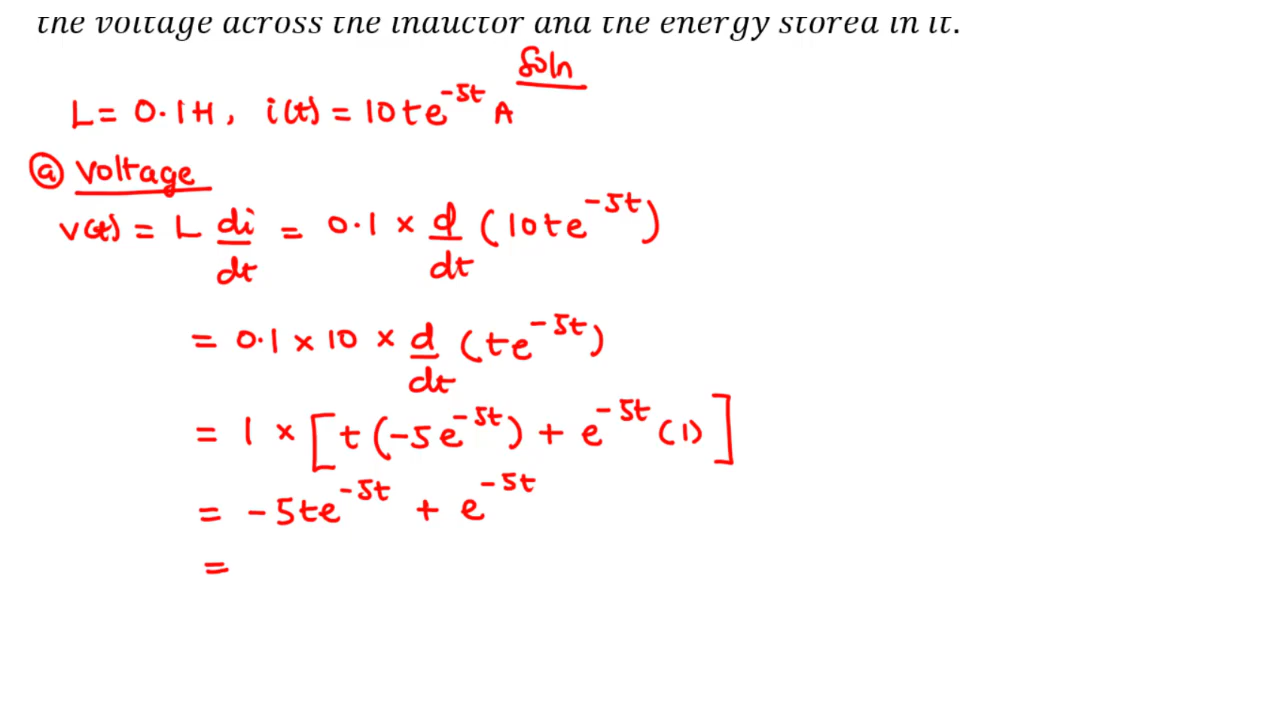 the voltage across the inductor and the energy stored in it.
Soln
L = 0.1H, i(t) = 10te^-5t A
(a) Voltage
v(t) = L di/dt = 0.1 × d/dt (10te^-5t)
= 0.1 × 10 × d/dt (te^-5t)
= 1 × [t(-5e^-5t) + e^-5t (1)]
= -5te^-5t + e^-5t
=